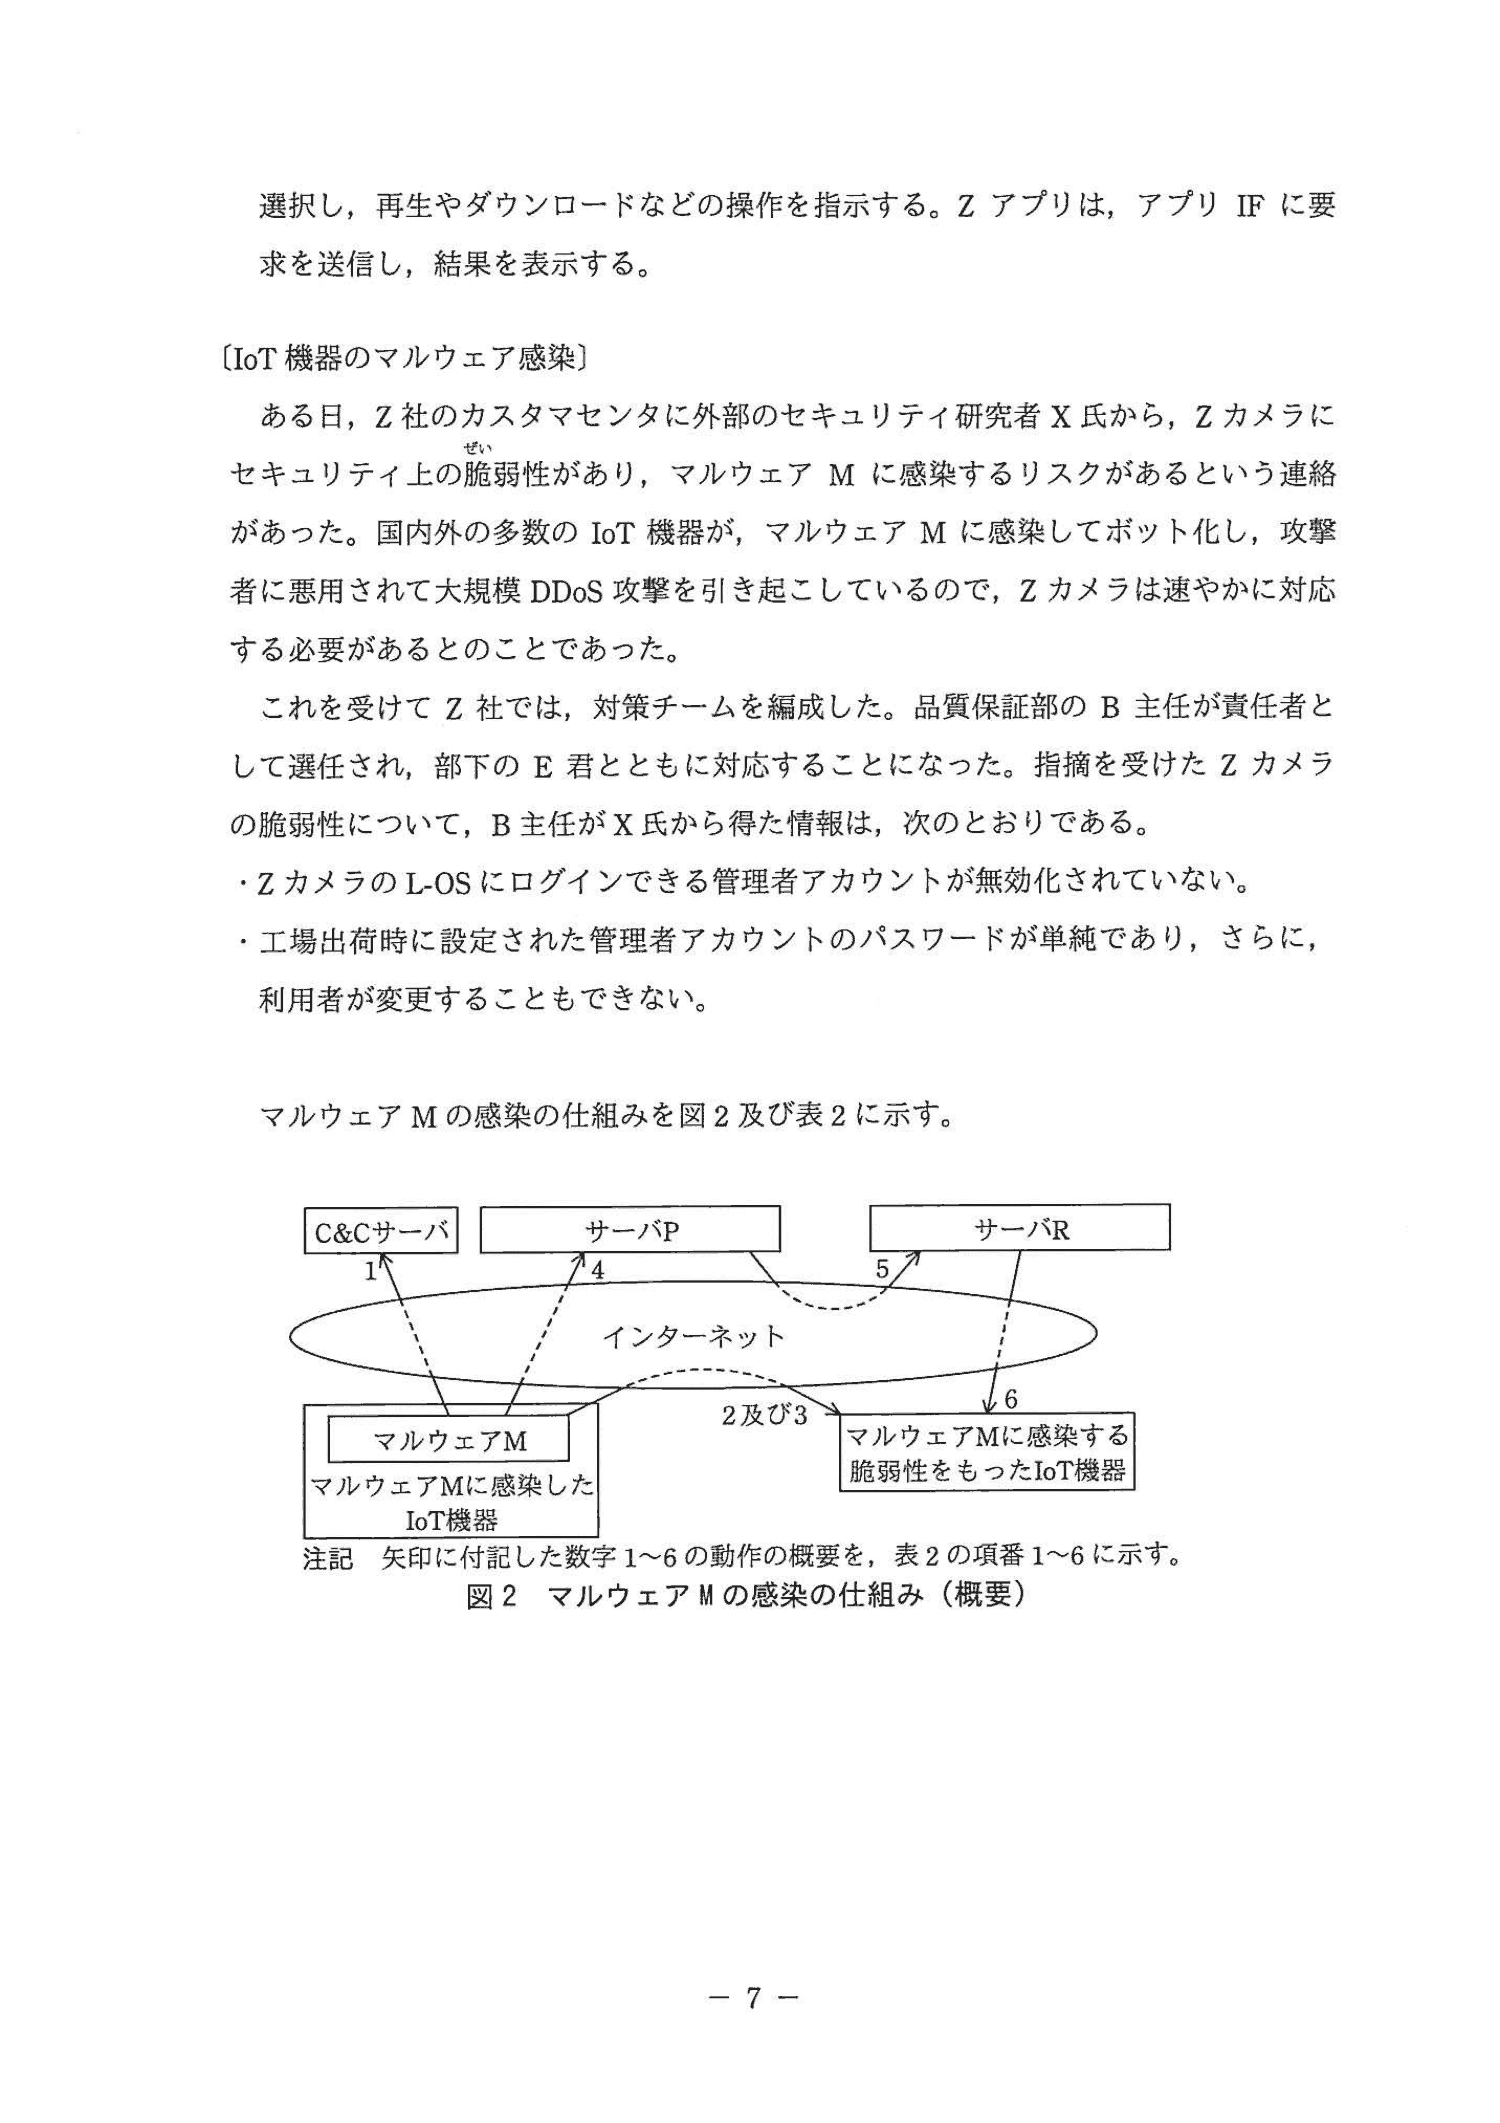 選択し，再生やダウンロードなどの操作を指示する。Z アプリは，アプリ IF に要
求を送信し，結果を表示する。
〔IoT 機器のマルウェア感染〕
ある日，Z 社のカスタマセンタに外部のセキュリティ研究者 X 氏から，Z カメラに
ぜい
セキュリティ上の脆弱性があり，マルウェア M に感染するリスクがあるという連絡
があった。国内外の多数の IoT 機器が，マルウェア M に感染してボット化し，攻撃
者に悪用されて大規模 DDoS 攻撃を引き起こしているので，Z カメラは速やかに対応
する必要があるとのことであった。
これを受けて Z 社では，対策チームを編成した。品質保証部の B 主任が責任者と
して選任され，部下の E 君とともに対応することになった。指摘を受けた Z カメラ
の脆弱性について，B 主任が X 氏から得た情報は，次のとおりである。
・Z カメラの L-OS にログインできる管理者アカウントが無効化されていない。
・工場出荷時に設定された管理者アカウントのパスワードが単純であり，さらに，
利用者が変更することもできない。
マルウェア M の感染の仕組みを図 2 及び表 2 に示す。
C&Cサーバ
サーバP
サーバR
1
4
5
インターネット
2及び3
6
マルウェアM
マルウェアMに感染した
IoT機器
マルウェアMに感染する
脆弱性をもったIoT機器
注記 矢印に付記した数字 1～6 の動作の概要を，表 2 の項番 1～6 に示す。
図 2 マルウェア M の感染の仕組み（概要）
－ 7 －